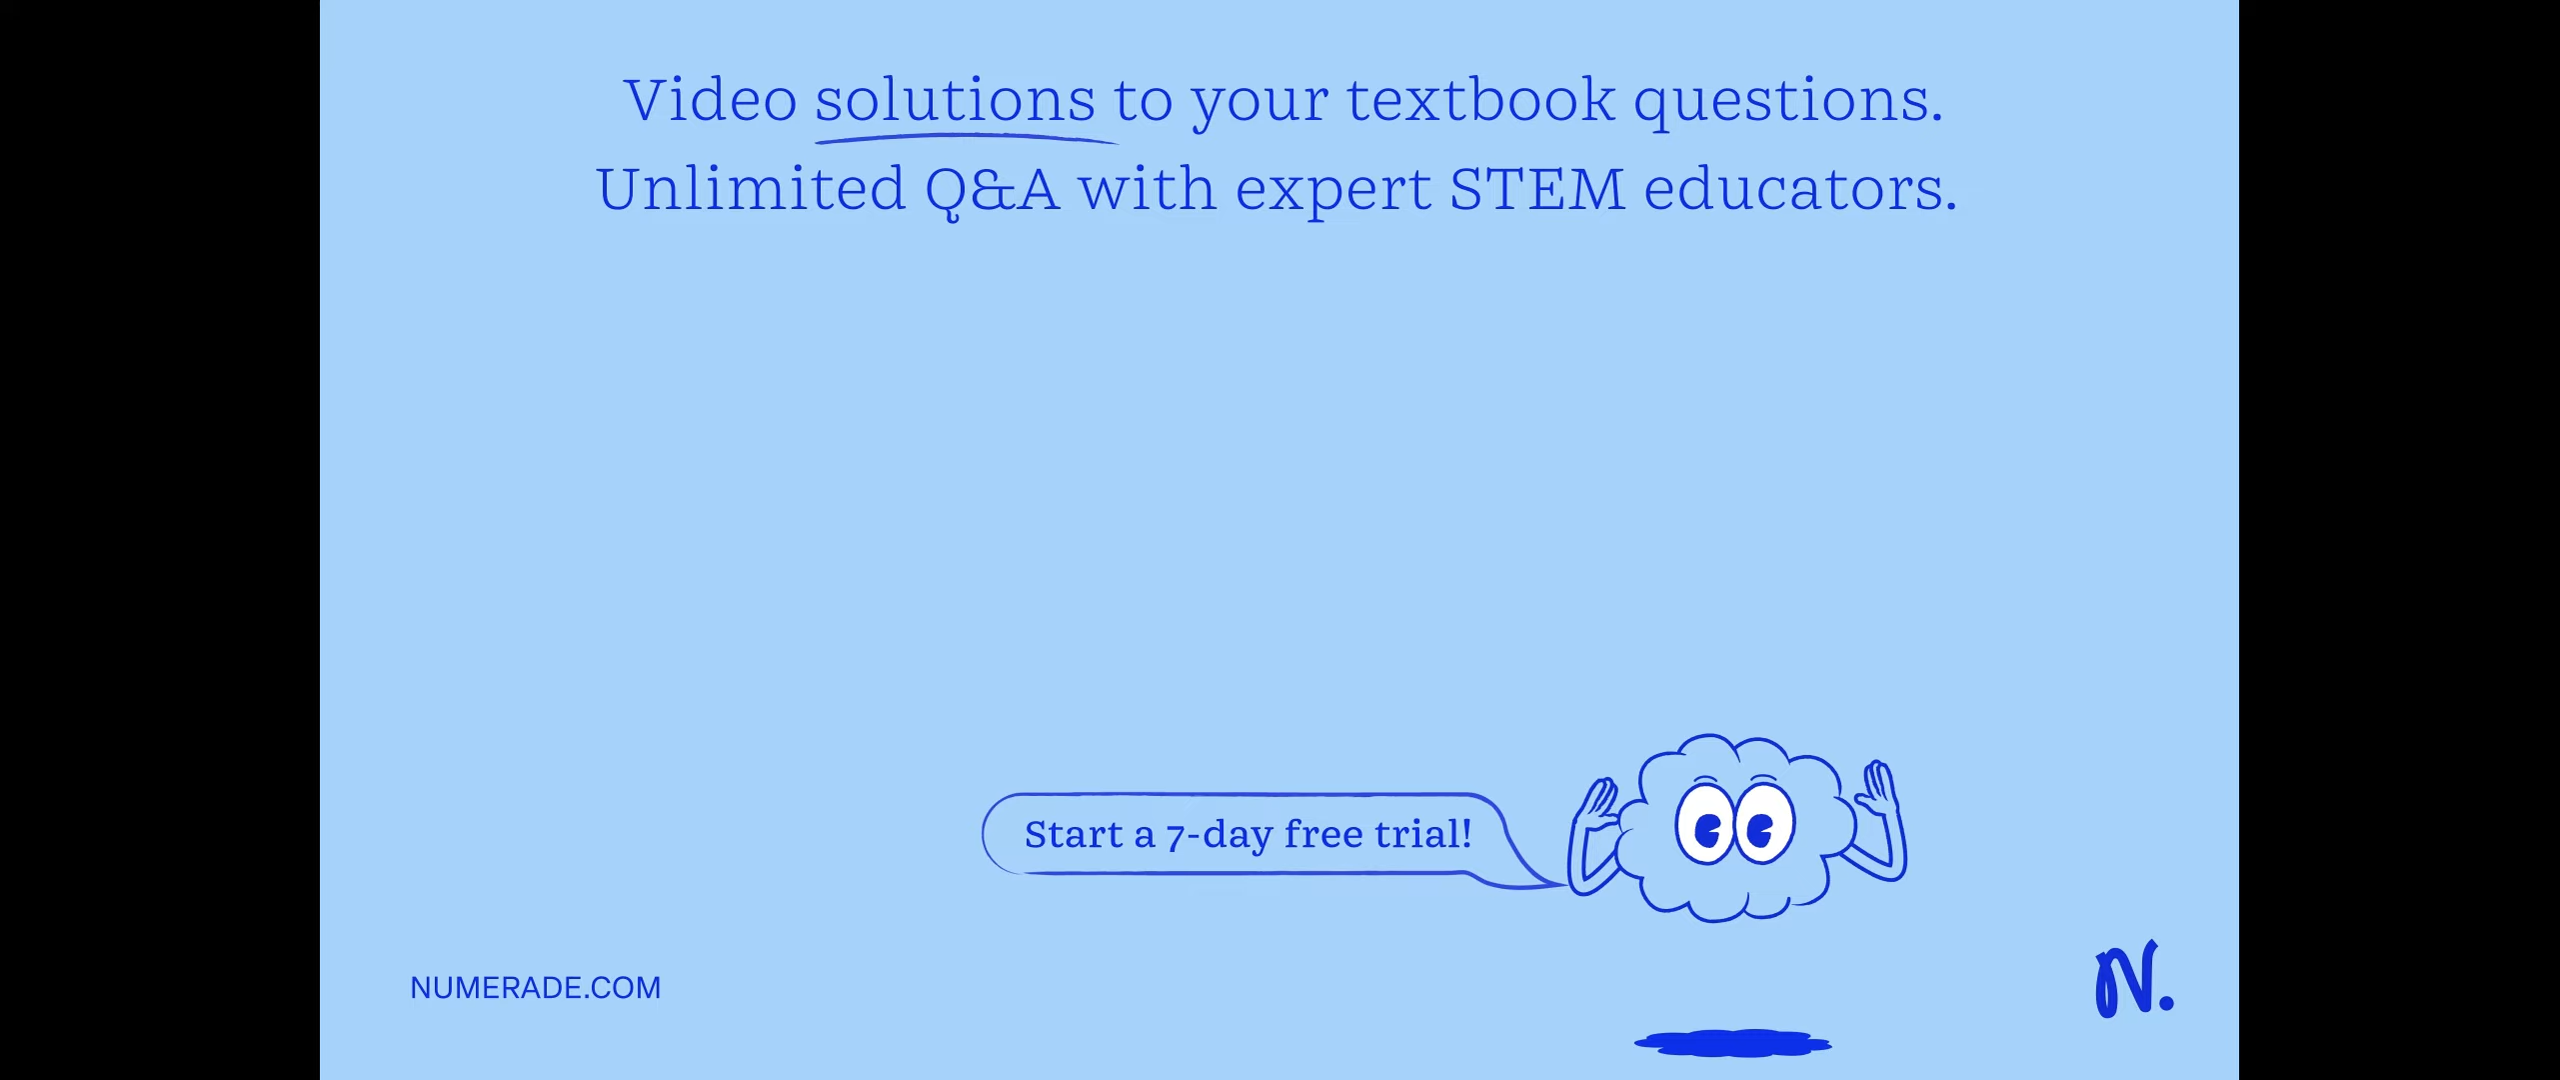 Video solutions to your textbook questions.
Unlimited Q&A with expert STEM educators.
Start a 7-day free trial!
NUMERADE.COM
N.